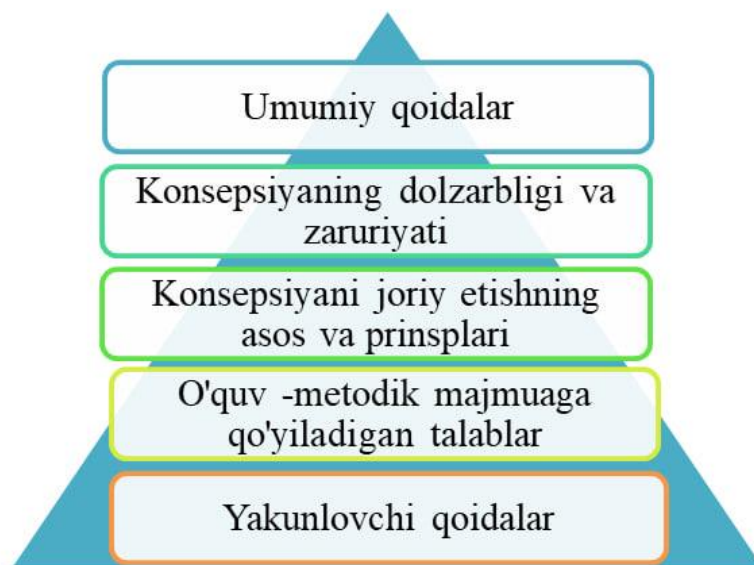 Umumiy qoidalar
Konsepsiyaning dolzarbligi va
zaruriyati
Konsepsiyani joriy etishning
asos va prinsplari
O'quv -metodik majmuaga
qo'yiladigan talablar
Yakunlovchi qoidalar